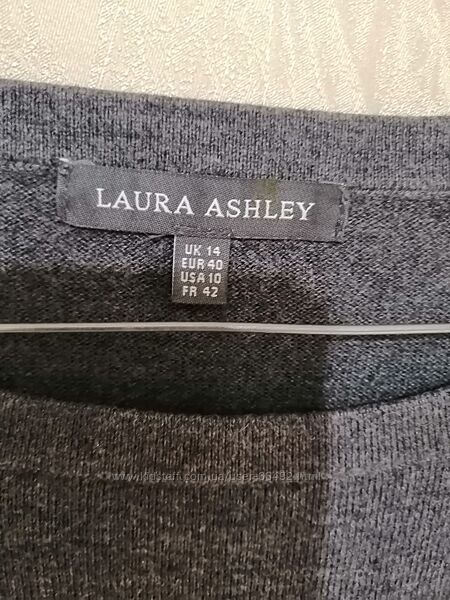 LAURA ASHLEY
UK 14
EUR 40
USA 10
FR 42